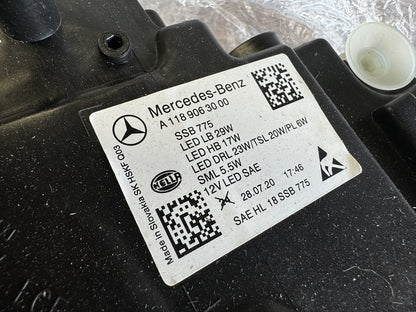 Mercedes-Benz
A 118 906 30 00
SSB 775
LED LB 29W
LED HB 17W
LED DRL 23W/TSL 20W/PL 6W
SML 5.5W
12V LED SAE
HELLA
28.07.20 17:46
SAE HL 18 SSB 775
Made in Slovakia SK HSKF Q03